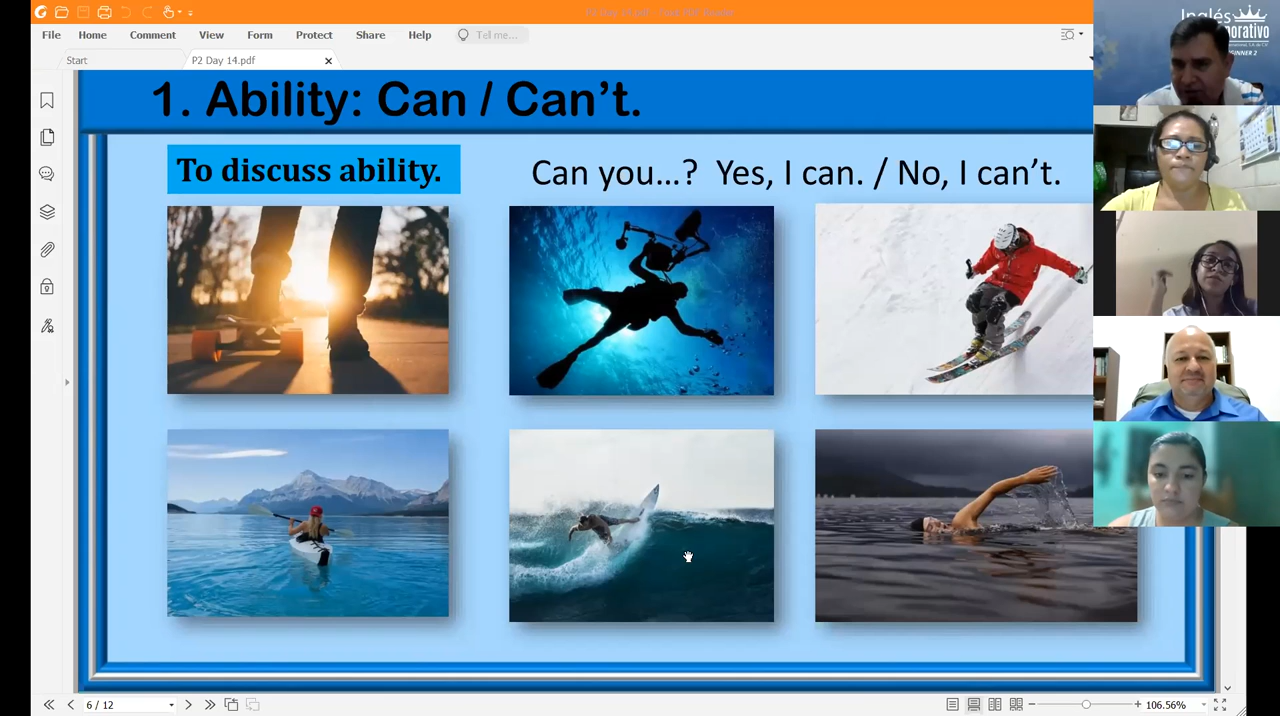 File Home Comment View Form Protect Share Help Tell me...
Start P2 Day 14.pdf
1. Ability: Can / Can't.
To discuss ability.
Can you…? Yes, I can. / No, I can't.
Inglés
6 / 12
106.56%